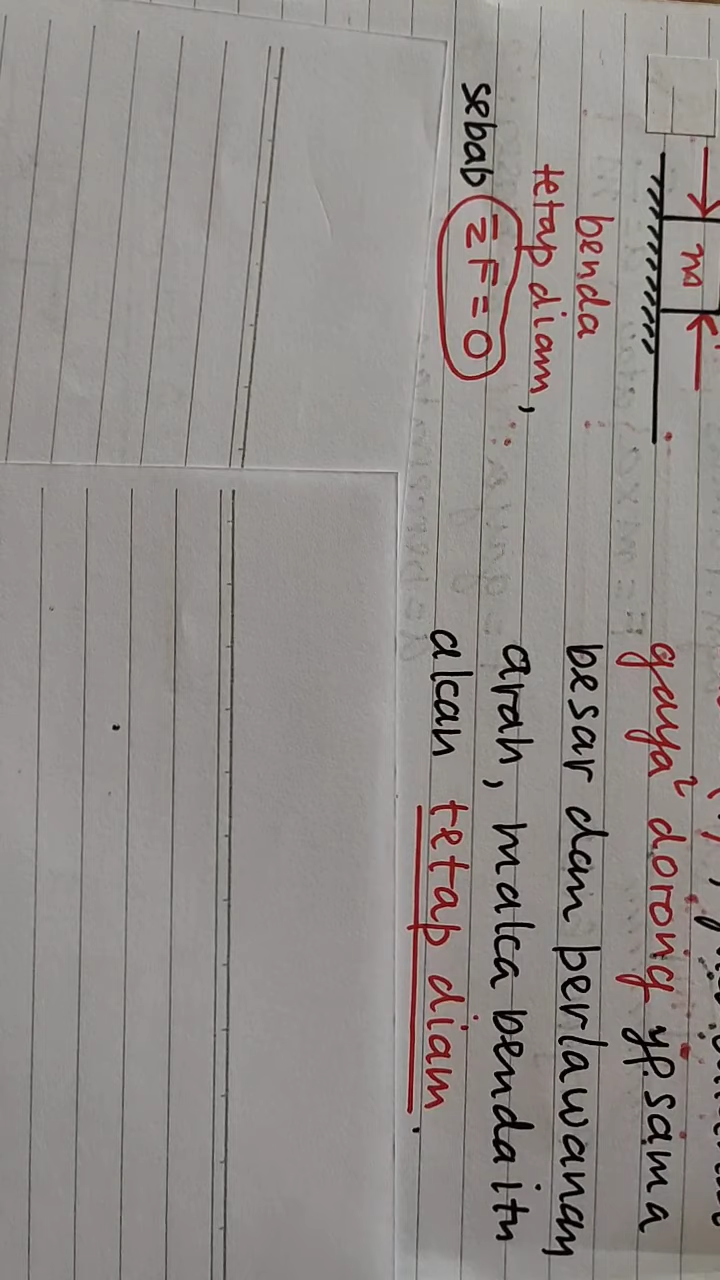 m
benda
tetap diam,
sebab ΣF = 0
gaya² dorong yg sama
besar dan berlawanan
arah, maka benda itu
akan tetap diam.